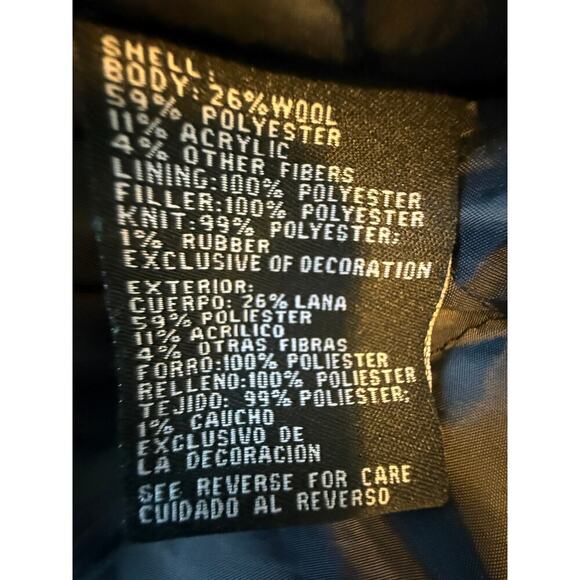 SHELL:
BODY: 26% WOOL
59% POLYESTER
11% ACRYLIC
4% OTHER FIBERS
LINING:100% POLYESTER
FILLER:100% POLYESTER
KNIT:99% POLYESTER;
1% RUBBER
EXCLUSIVE OF DECORATION
EXTERIOR:
CUERPO: 26% LANA
59% POLIESTER
11% ACRILICO
4% OTRAS FIBRAS
FORRO:100% POLIESTER
RELLENO:100% POLIESTER
TEJIDO: 99% POLIESTER;
1% CAUCHO
EXCLUSIVO DE
LA DECORACIÓN
SEE REVERSE FOR CARE
CUIDADO AL REVERSO